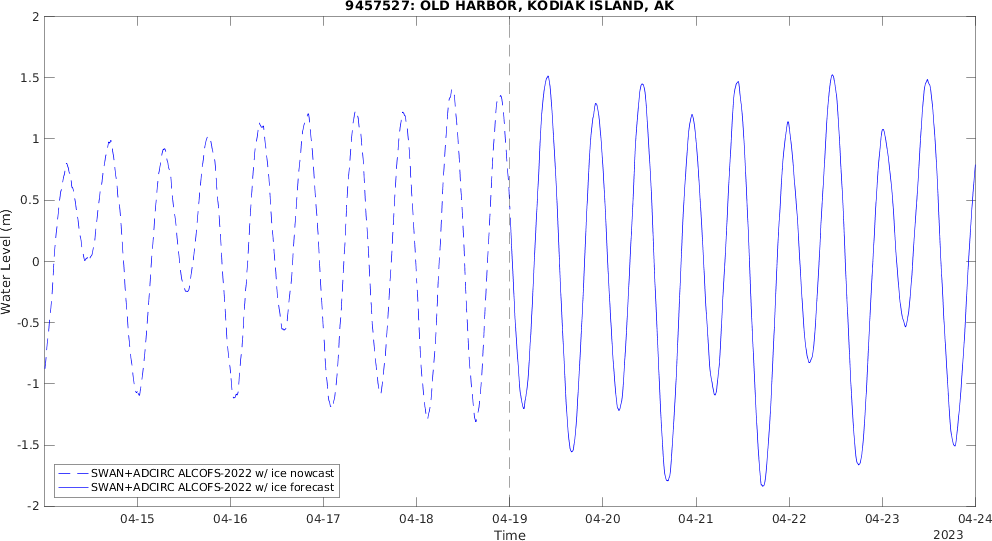 9457527: OLD HARBOR, KODIAK ISLAND, AK
2
1.5
1
0.5
0
-0.5
-1
-1.5
-2
Water Level (m)
SWAN+ADCIRC ALCOFS-2022 w/ ice nowcast
SWAN+ADCIRC ALCOFS-2022 w/ ice forecast
04-15 04-16 04-17 04-18 04-19 04-20 04-21 04-22 04-23 04-24
Time
2023